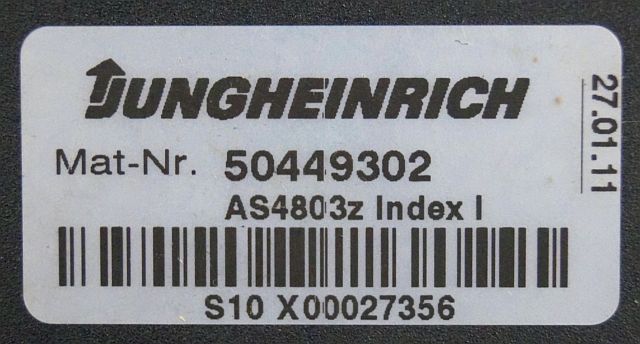 JUNGHEINRICH
Mat-Nr. 50449302
AS4803z Index I
S10 X00027356
27.01.11